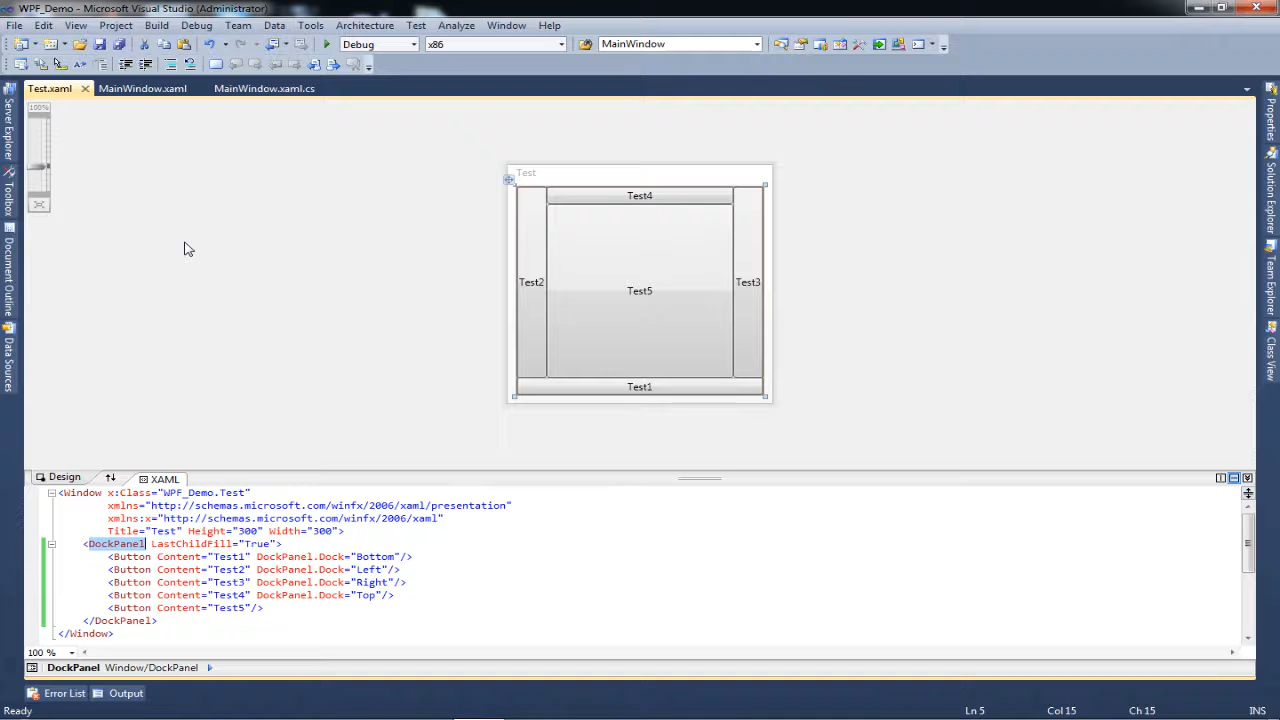 WPF_Demo - Microsoft Visual Studio (Administrator)
File Edit View Project Build Debug Team Data Tools Architecture Test Analyze Window Help
Debug x86 MainWindow
Test.xaml MainWindow.xaml MainWindow.xaml.cs
Server Explorer
Toolbox
Document Outline
Data Sources
100%
Test
Test4
Test2
Test5
Test3
Test1
Properties
Solution Explorer
Team Explorer
Class View
Design XAML
<Window x:Class="WPF_Demo.Test"
xmlns="http://schemas.microsoft.com/winfx/2006/xaml/presentation"
xmlns:x="http://schemas.microsoft.com/winfx/2006/xaml"
Title="Test" Height="300" Width="300">
<DockPanel LastChildFill="True">
<Button Content="Test1" DockPanel.Dock="Bottom"/>
<Button Content="Test2" DockPanel.Dock="Left"/>
<Button Content="Test3" DockPanel.Dock="Right"/>
<Button Content="Test4" DockPanel.Dock="Top"/>
<Button Content="Test5"/>
</DockPanel>
</Window>
100 %
DockPanel Window/DockPanel
Error List Output
Ready Ln 5 Col 15 Ch 15 INS